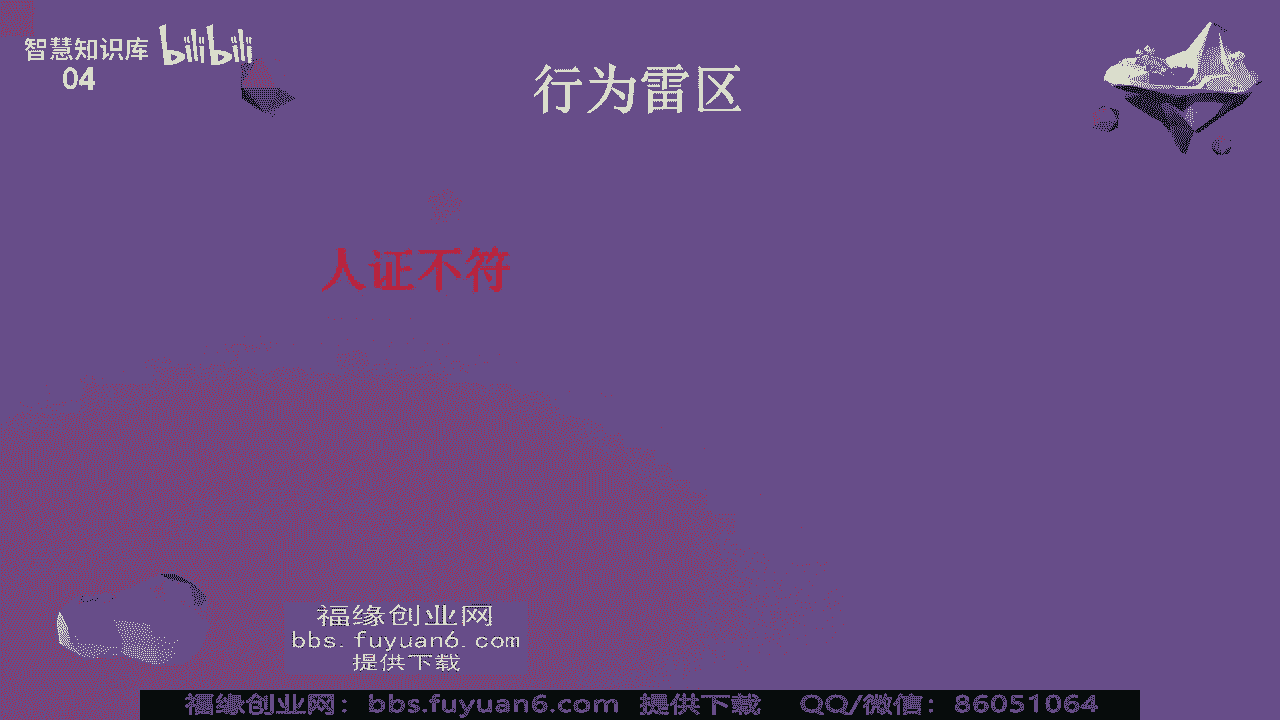 智慧知识库 bilibili
04
行为雷区
人证不符
福缘创业网
bbs.fuyuan6.com
提供下载
福缘创业网: bbs.fuyuan6.com 提供下载 QQ/微信: 86051064